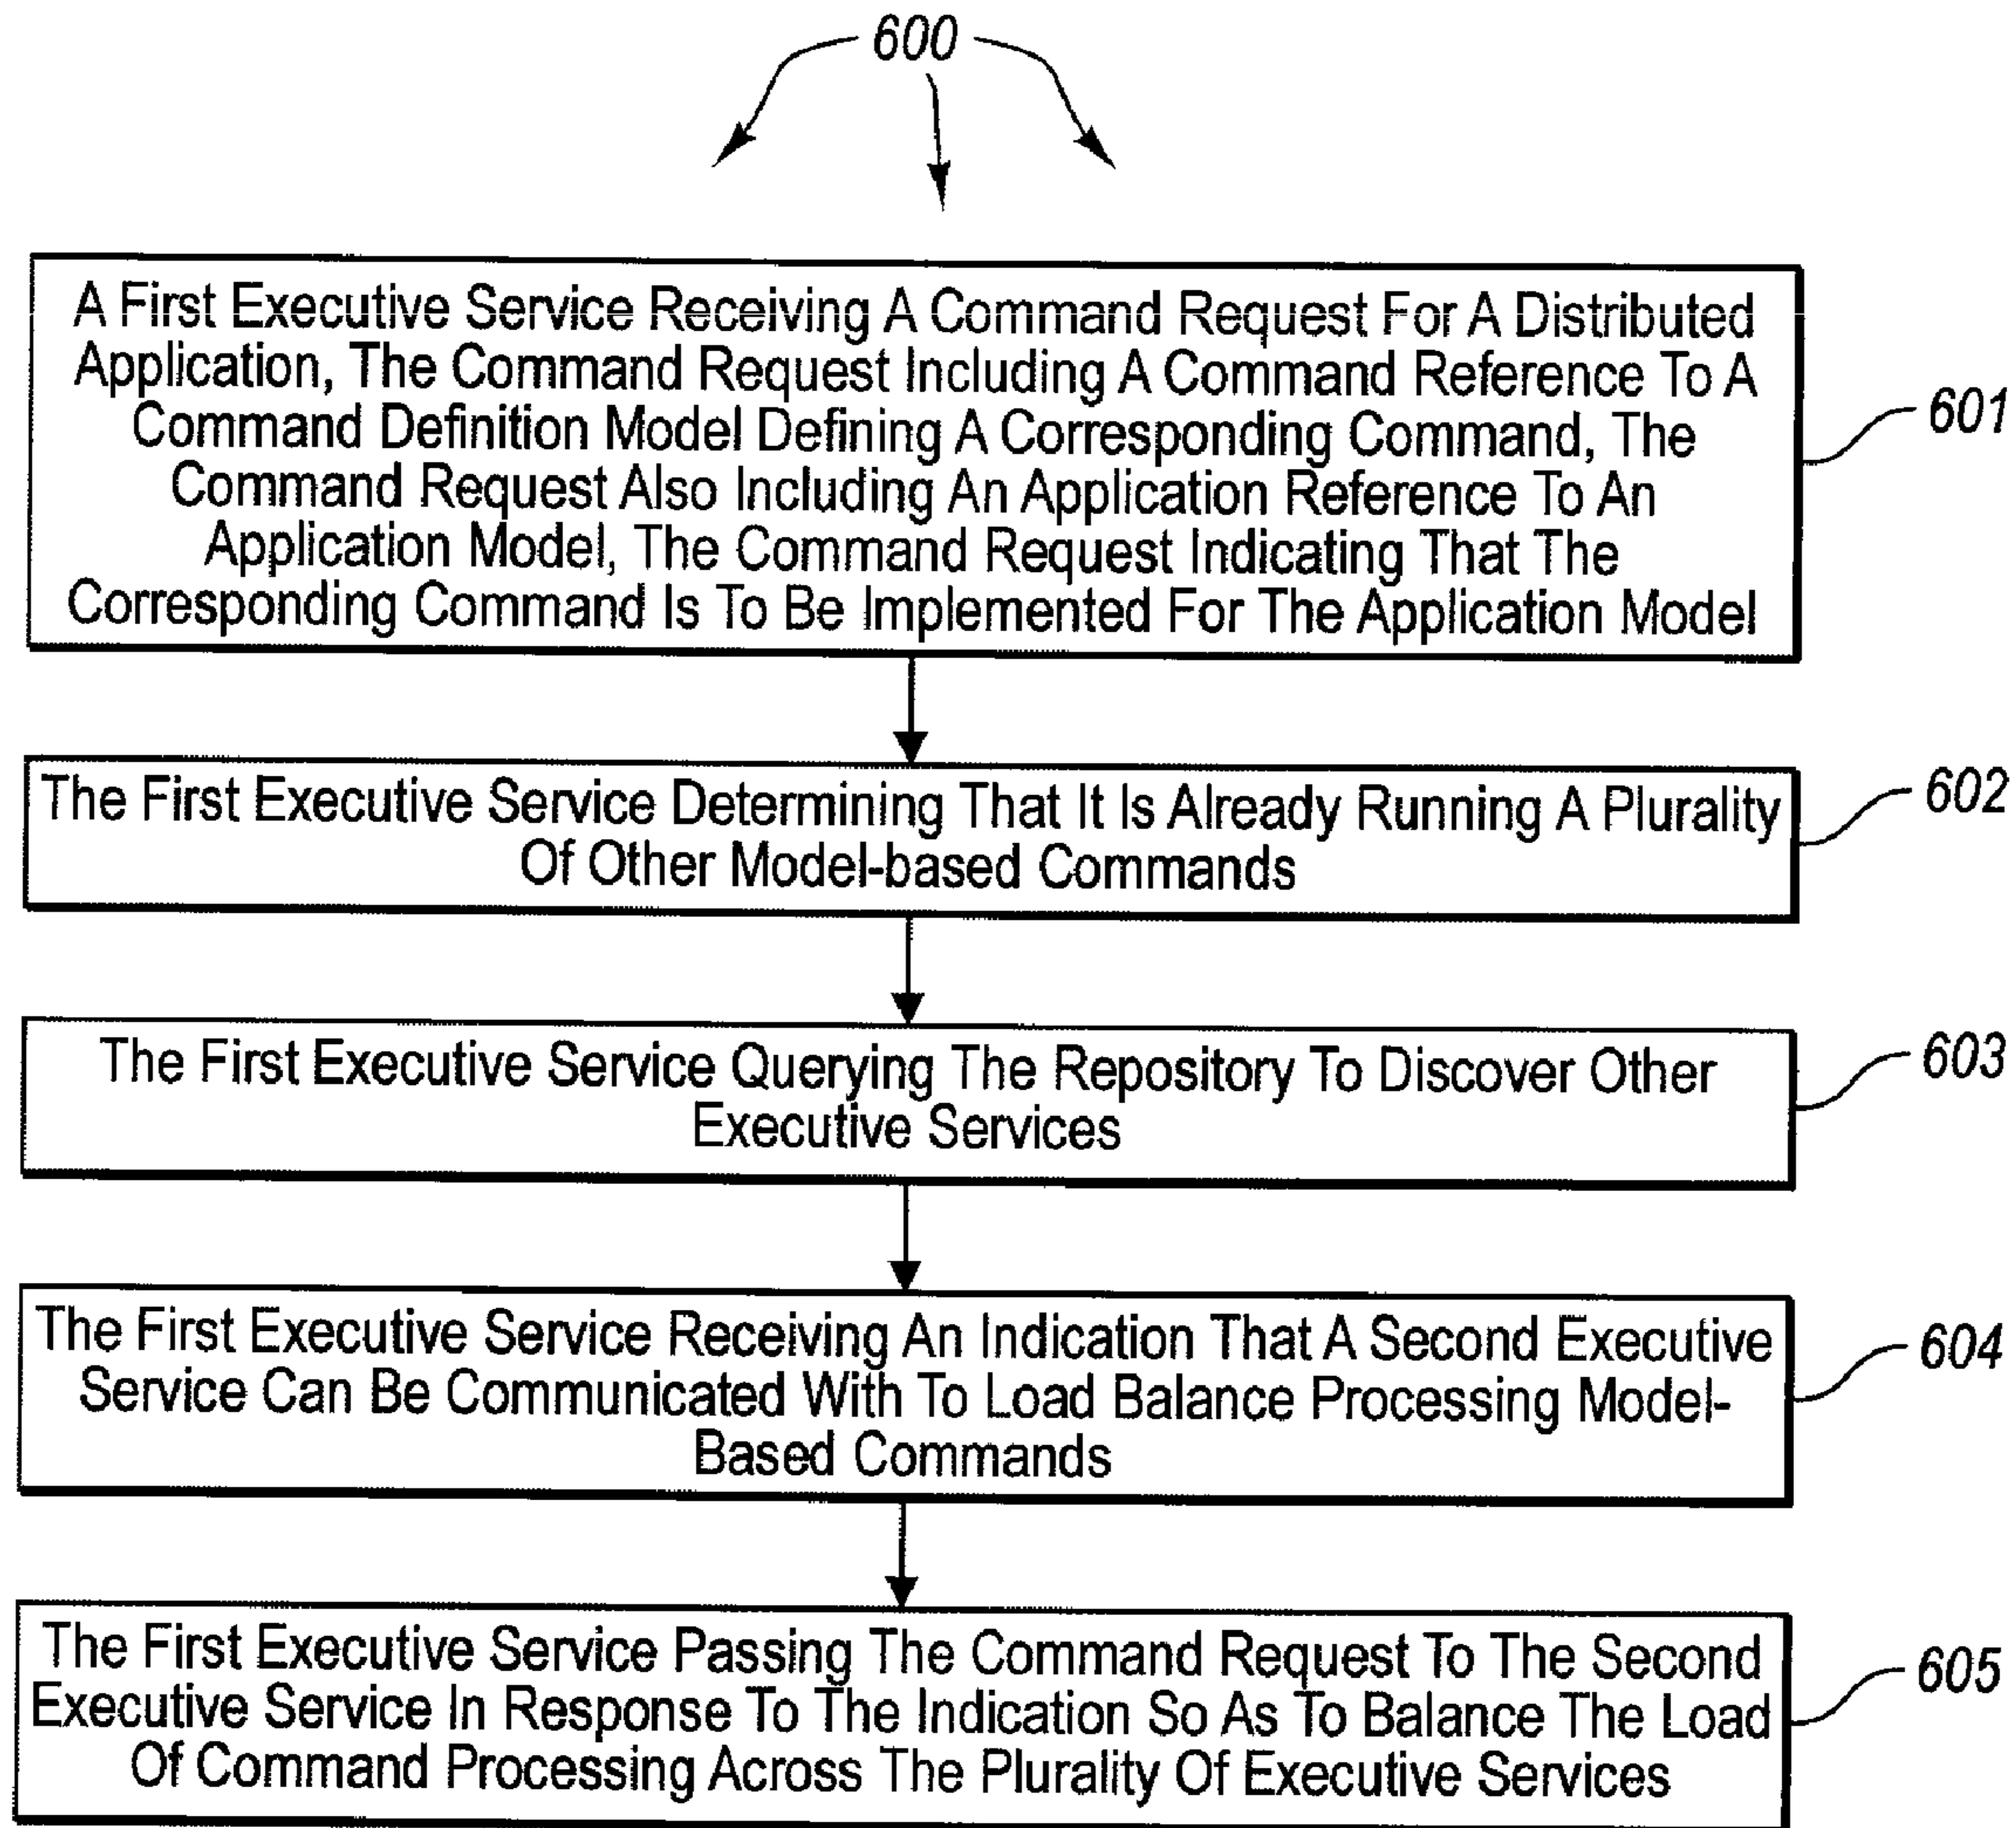 600
A First Executive Service Receiving A Command Request For A Distributed
Application, The Command Request Including A Command Reference To A
Command Definition Model Defining A Corresponding Command, The
Command Request Also Including An Application Reference To An
Application Model, The Command Request Indicating That The
Corresponding Command Is To Be Implemented For The Application Model
601
The First Executive Service Determining That It Is Already Running A Plurality
Of Other Model-based Commands
602
The First Executive Service Querying The Repository To Discover Other
Executive Services
603
The First Executive Service Receiving An Indication That A Second Executive
Service Can Be Communicated With To Load Balance Processing Model-
Based Commands
604
The First Executive Service Passing The Command Request To The Second
Executive Service In Response To The Indication So As To Balance The Load
Of Command Processing Across The Plurality Of Executive Services
605